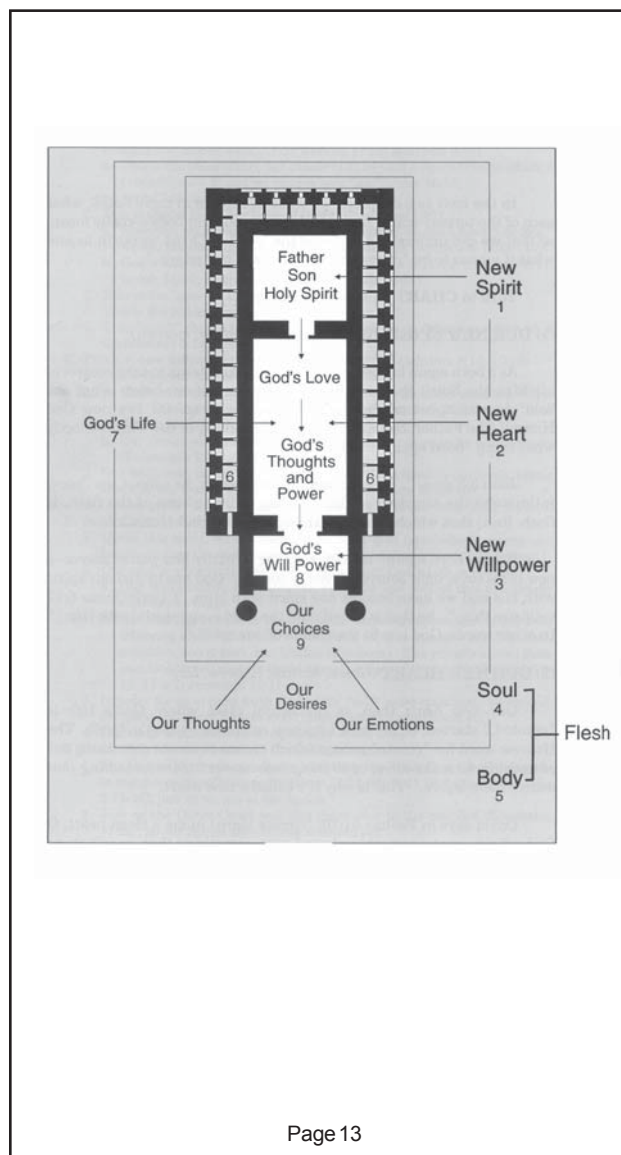 Father
Son
Holy Spirit
New
Spirit
1
God's Love
God's Life
7
New
Heart
2
God's
Thoughts
and
Power
6
6
God's
Will Power
8
New
Willpower
3
Our
Choices
9
Our
Desires
Our Thoughts
Our Emotions
Soul
4
Flesh
Body
5
Page 13